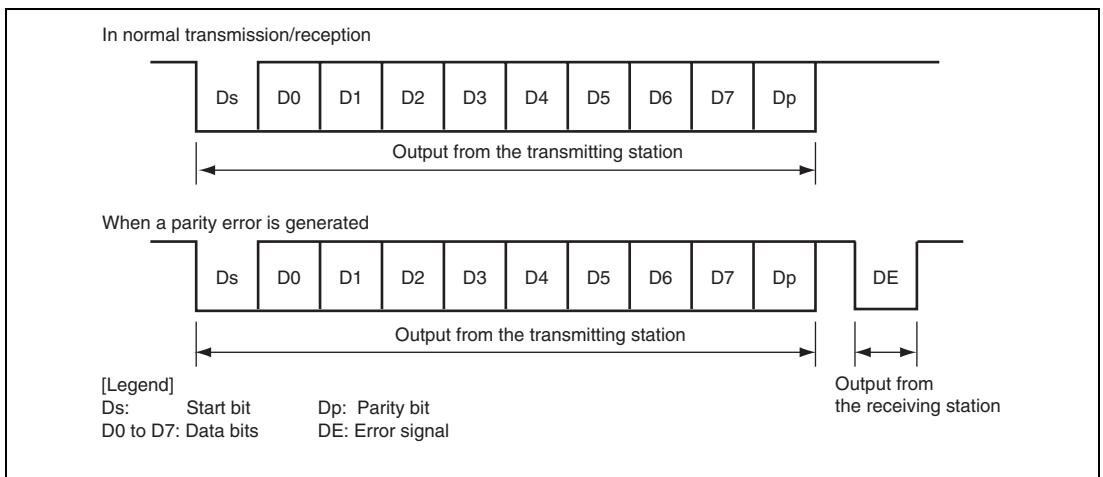 In normal transmission/reception
Ds D0 D1 D2 D3 D4 D5 D6 D7 Dp
Output from the transmitting station
When a parity error is generated
Ds D0 D1 D2 D3 D4 D5 D6 D7 Dp DE
Output from the transmitting station
Output from
the receiving station
[Legend]
Ds: Start bit Dp: Parity bit
D0 to D7: Data bits DE: Error signal